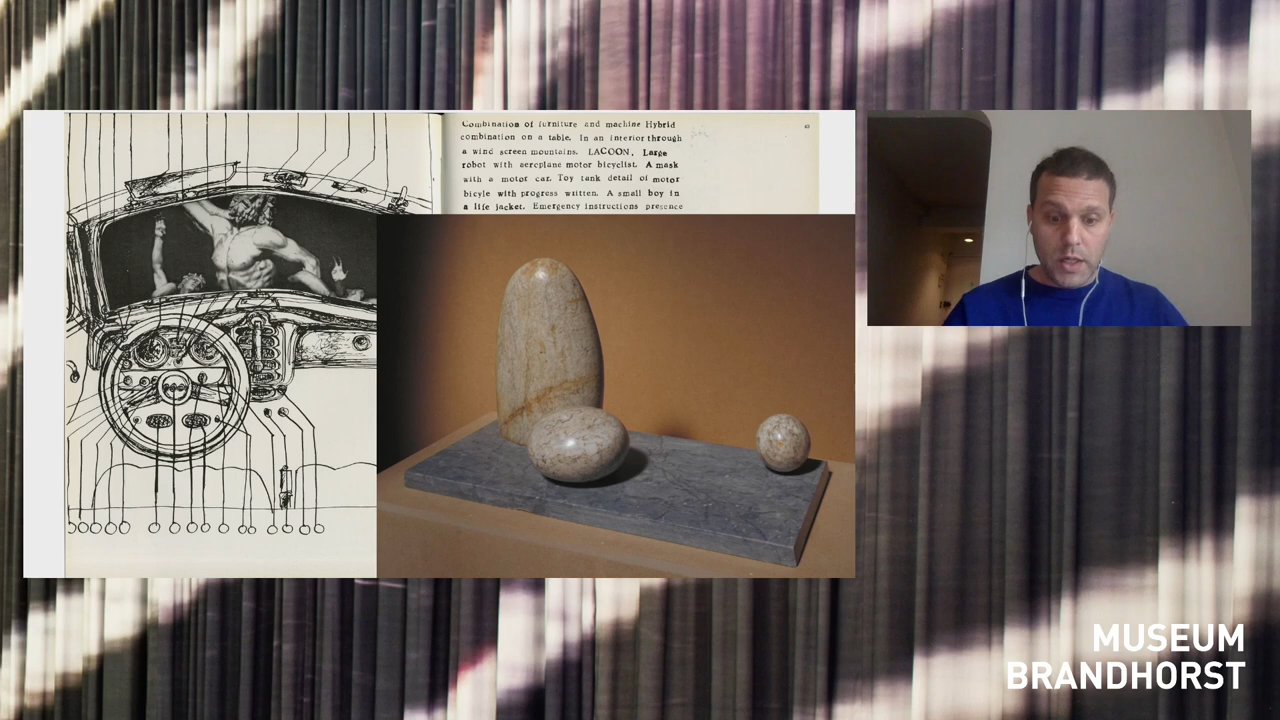 Combination of furniture and machine Hybrid
combination on a table. In an interior through
a wind screen mountains. LACOON, Large
robot with aeroplane motor bicyclist. A mask
with a motor car. Toy tank detail of motor
bicyle with progress written. A small boy in
a life jacket. Emergency instructions presence
MUSEUM
BRANDHORST